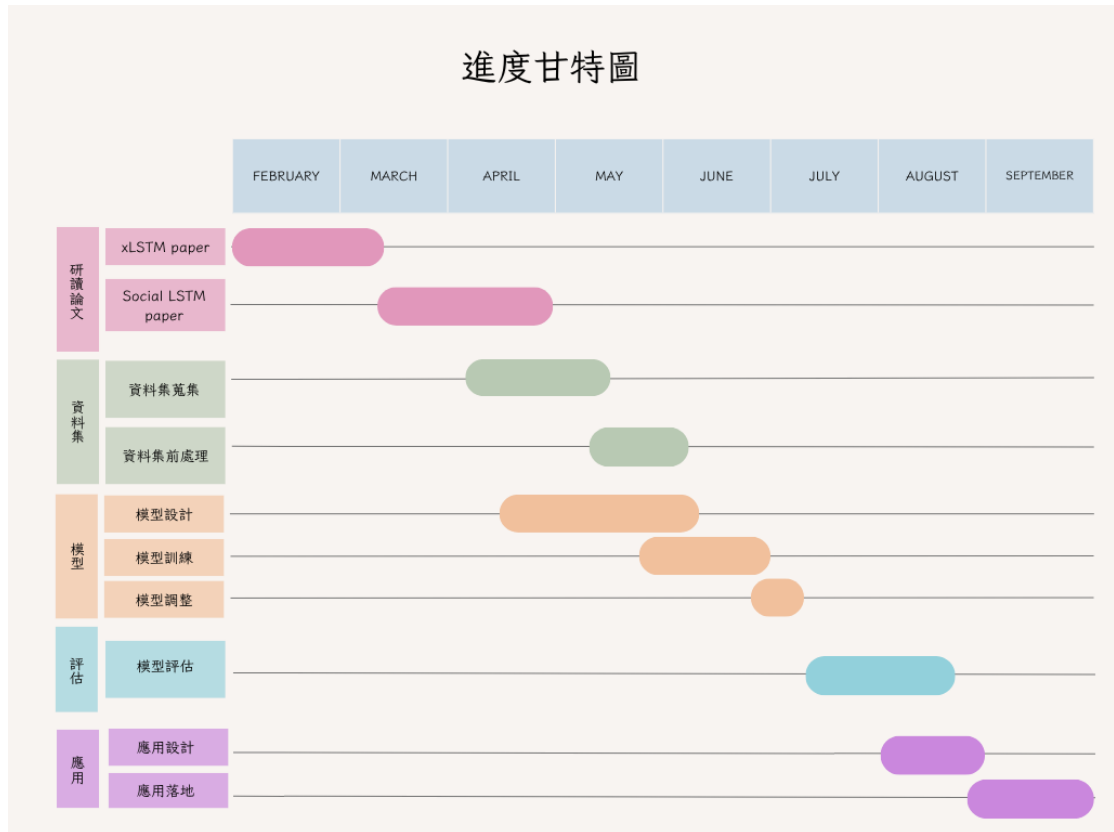 進度甘特圖
FEBRUARY
MARCH
APRIL
MAY
JUNE
JULY
AUGUST
SEPTEMBER
研讀論文
xLSTM paper
Social LSTM
paper
資料集
資料集蒐集
資料集前處理
模型
模型設計
模型訓練
模型調整
評估
模型評估
應用
應用設計
應用落地